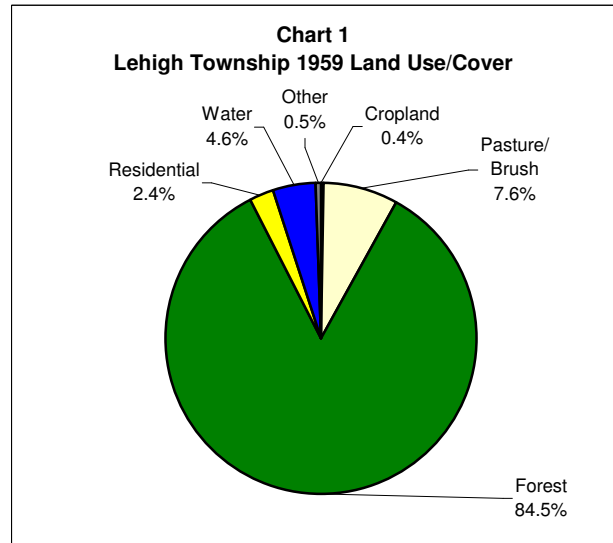 Chart 1
Lehigh Township 1959 Land Use/Cover
Other
0.5%
Cropland
0.4%
Water
4.6%
Pasture/
Brush
7.6%
Residential
2.4%
Forest
84.5%